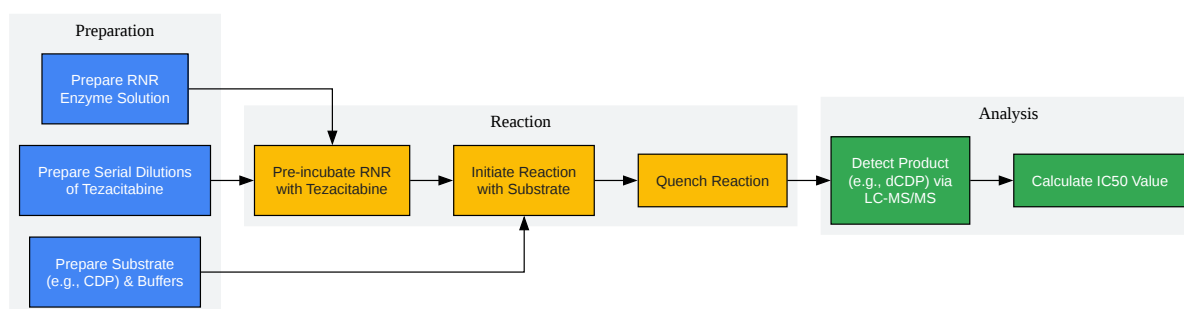 Preparation
Prepare RNR
Enzyme Solution
Prepare Serial Dilutions
of Tezacitabine
Prepare Substrate
(e.g., CDP) & Buffers
Reaction
Pre-incubate RNR
with Tezacitabine
Initiate Reaction
with Substrate
Quench Reaction
Analysis
Detect Product
(e.g., dCDP) via
LC-MS/MS
Calculate IC50 Value